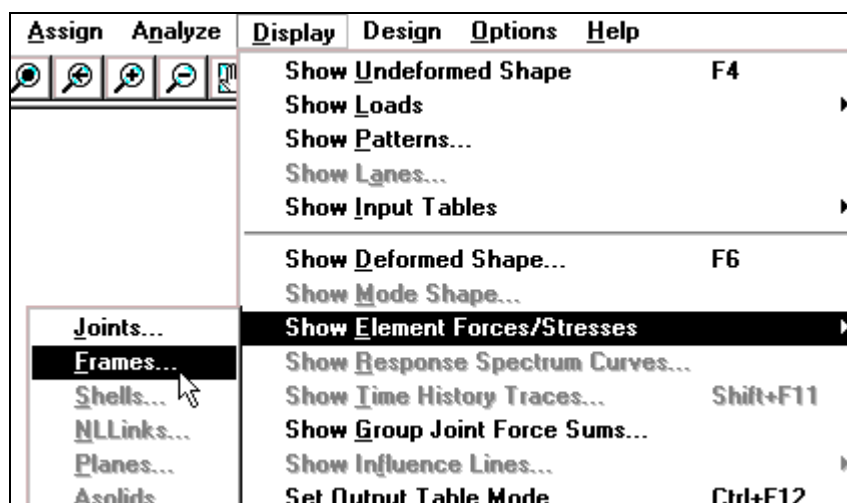 Assign Analyze Display Design Options Help
Show Undeformed Shape F4
Show Loads
Show Patterns...
Show Lanes...
Show Input Tables
Show Deformed Shape... F6
Show Mode Shape...
Joints... Show Element Forces/Stresses
Frames... Show Response Spectrum Curves...
Shells... Show Time History Traces... Shift+F11
NLLinks... Show Group Joint Force Sums...
Planes... Show Influence Lines...
Asolids Set Output Table Mode Ctrl+F12